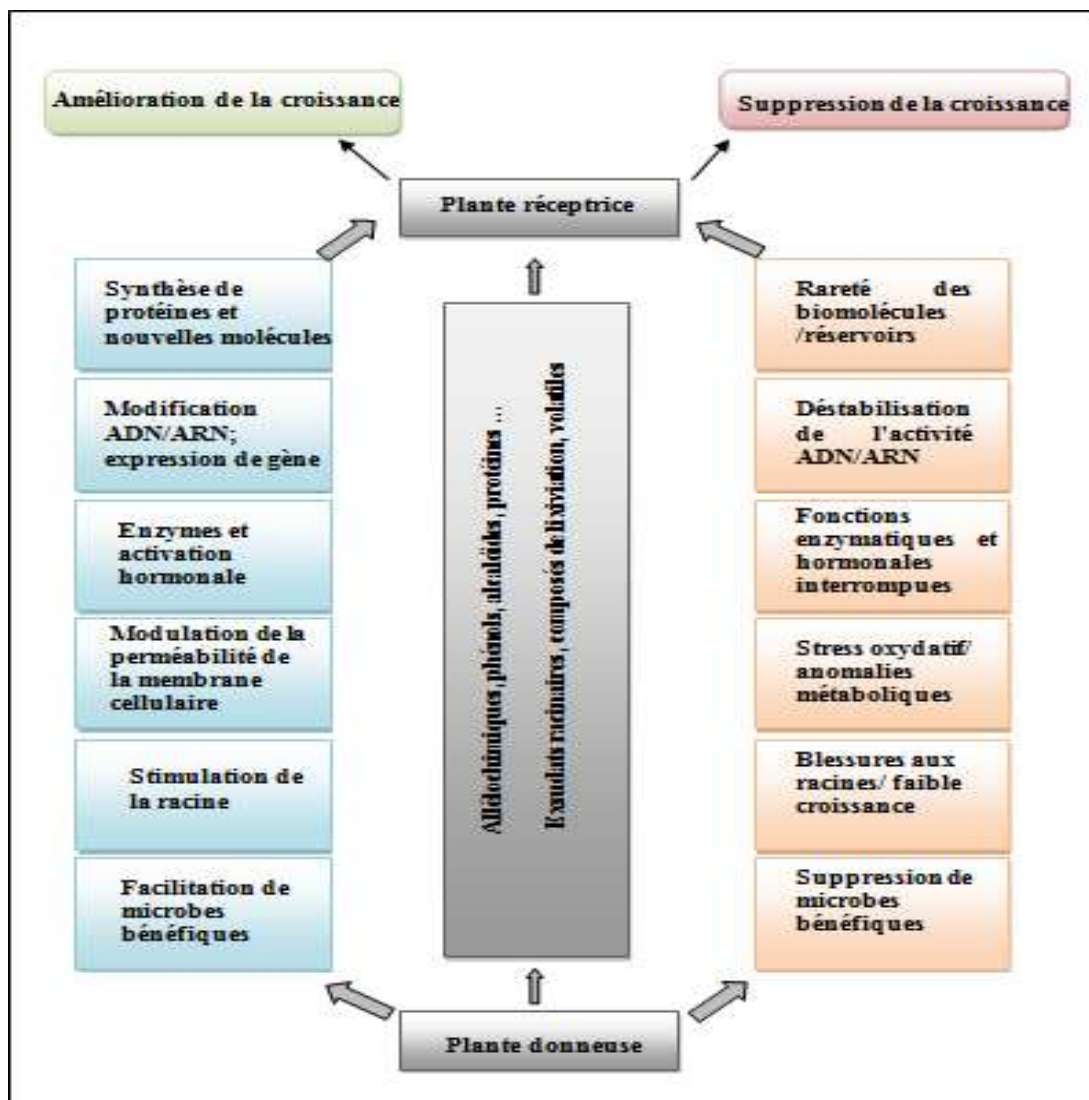 Amélioration de la croissance
Suppression de la croissance
Plante réceptrice
Synthèse de
protéines et
nouvelles molécules
Modification
ADN/ARN;
expression de gène
Enzymes et
activation
hormonale
Modulation de la
perméabilité de
la membrane
cellulaire
Stimulation de
la racine
Facilitation de
microbes
bénéfiques
Allélochimiques, phénols, alcaloïdes, protéines ...
Exsudats racinaires, composés de lixiviation, volatiles
Rareté des
biomolécules
/réservoirs
Déstabilisation
de l'activité
ADN/ARN
Fonctions
enzymatiques et
hormonales
interrompues
Stress oxydatif/
anomalies
métaboliques
Blessures aux
racines/ faible
croissance
Suppression de
microbes
bénéfiques
Plante donneuse